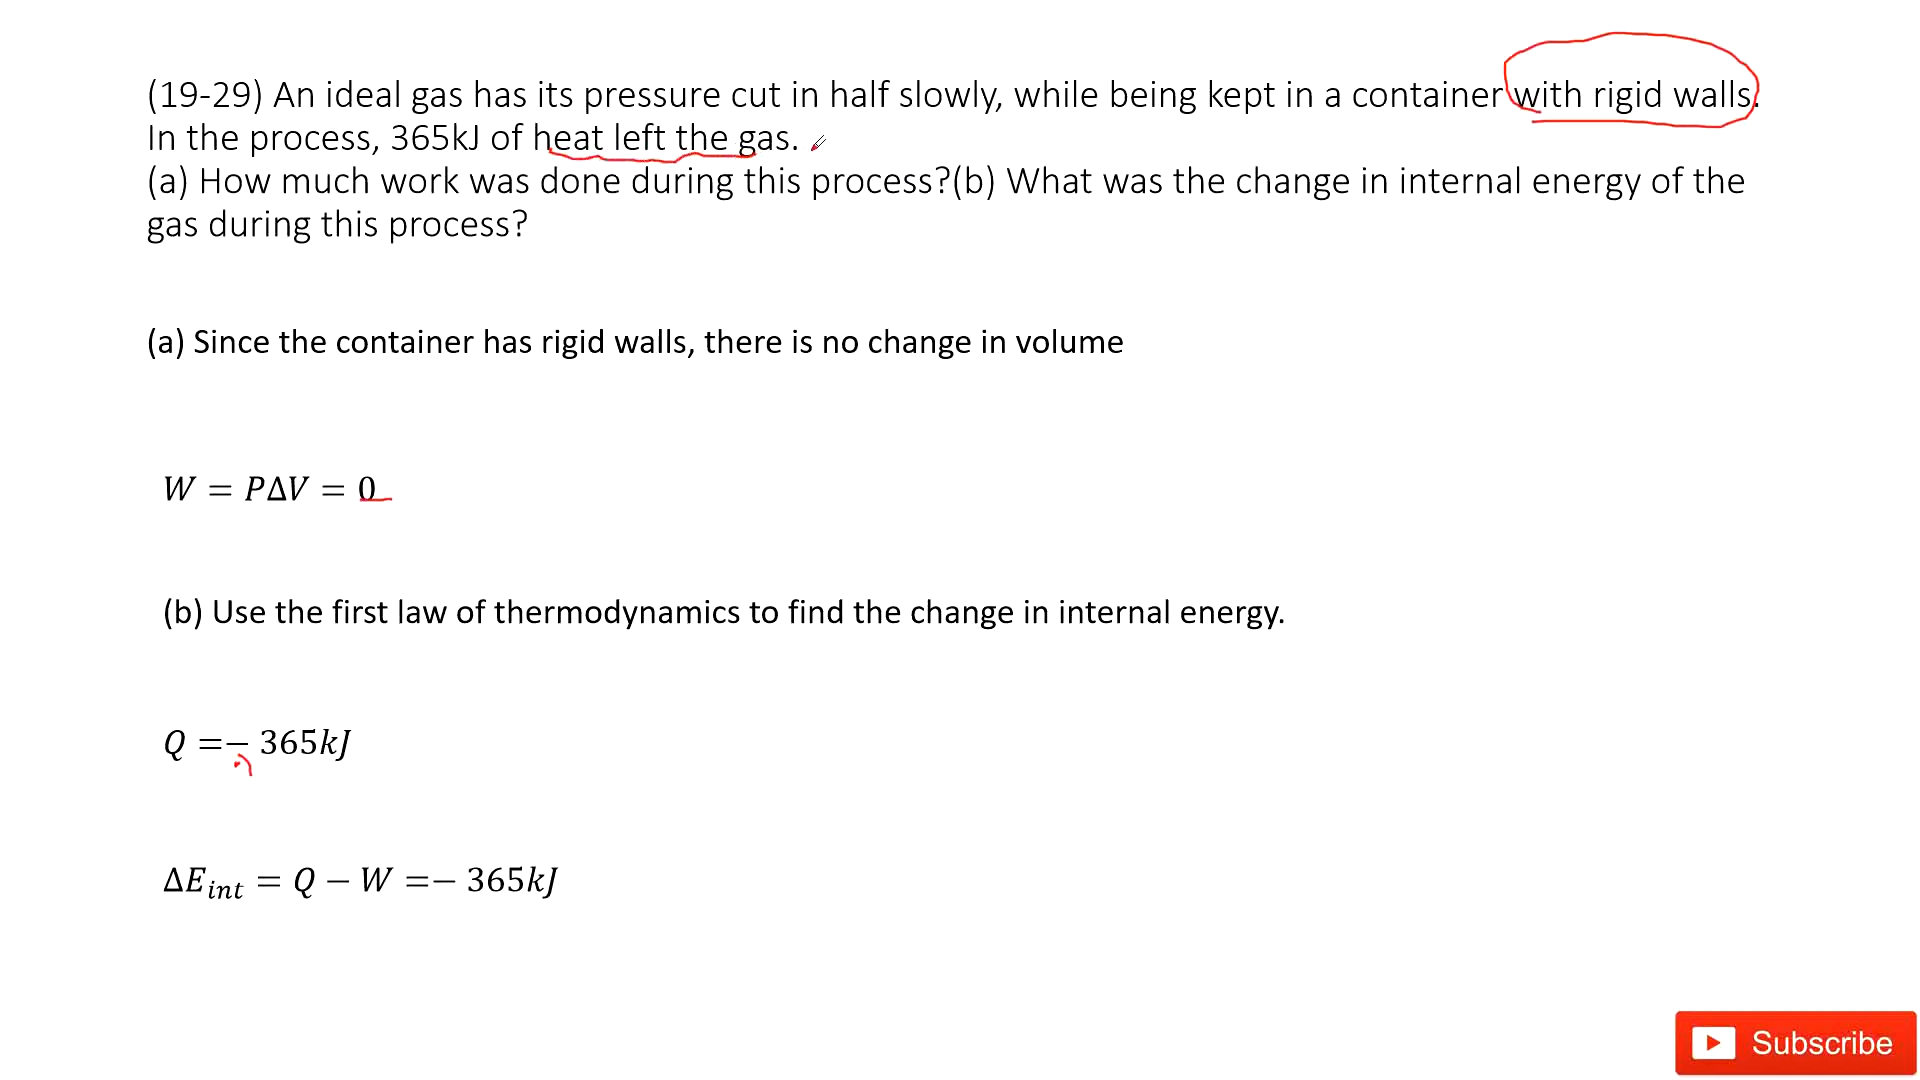 (19-29) An ideal gas has its pressure cut in half slowly, while being kept in a container with rigid walls.
In the process, 365kJ of heat left the gas.
(a) How much work was done during this process?(b) What was the change in internal energy of the
gas during this process?
(a) Since the container has rigid walls, there is no change in volume
W = PΔV = 0
(b) Use the first law of thermodynamics to find the change in internal energy.
Q =− 365kJ
ΔE_int = Q − W =− 365kJ
Subscribe